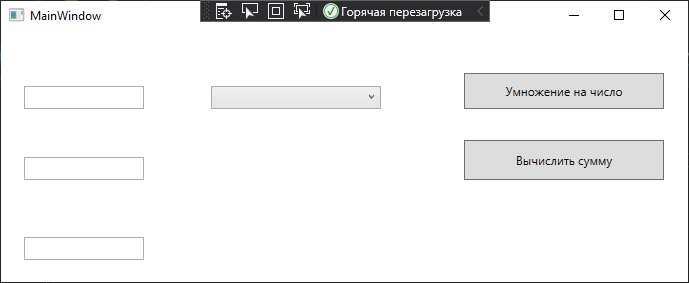 MainWindow
Горячая перезагрузка
Умножение на число
Вычислить сумму